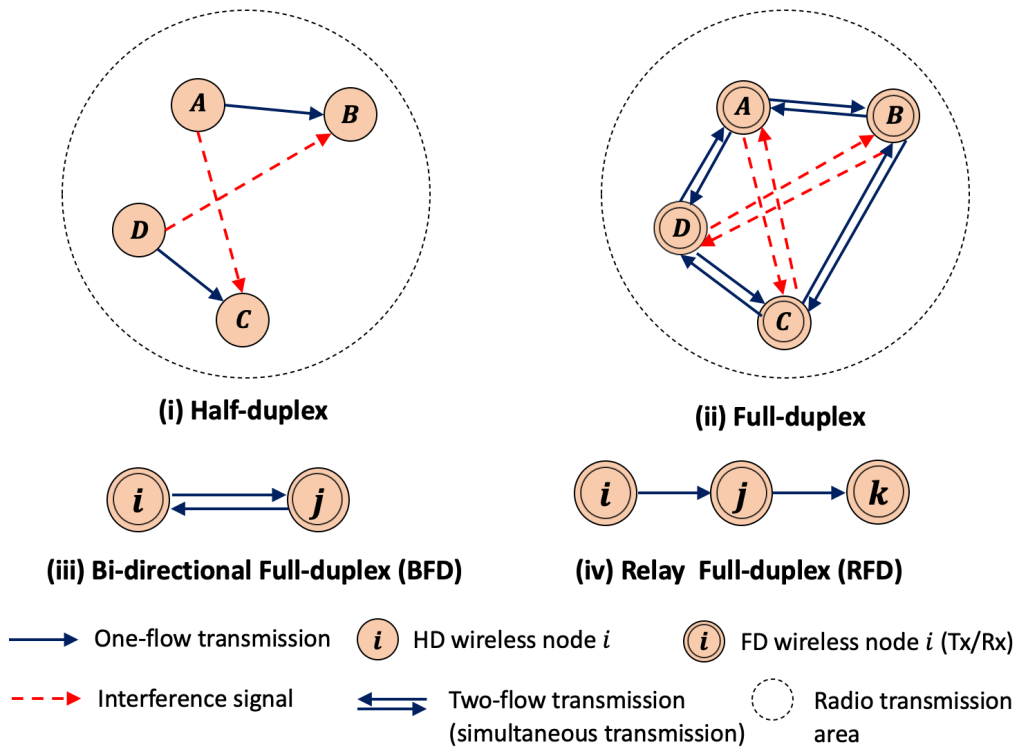 A
B
D
C
(i) Half-duplex
A
B
D
C
(ii) Full-duplex
i
j
(iii) Bi-directional Full-duplex (BFD)
i
j
k
(iv) Relay Full-duplex (RFD)
One-flow transmission
i
HD wireless node i
i
FD wireless node i (Tx/Rx)
Interference signal
Two-flow transmission
(simultaneous transmission)
Radio transmission
area